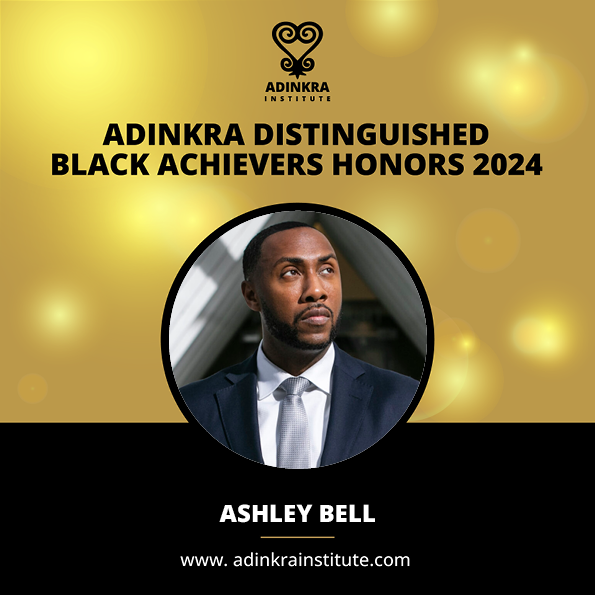 ADINKRA
INSTITUTE
ADINKRA DISTINGUISHED
BLACK ACHIEVERS HONORS 2024
ASHLEY BELL
www. adinkrainstitute.com